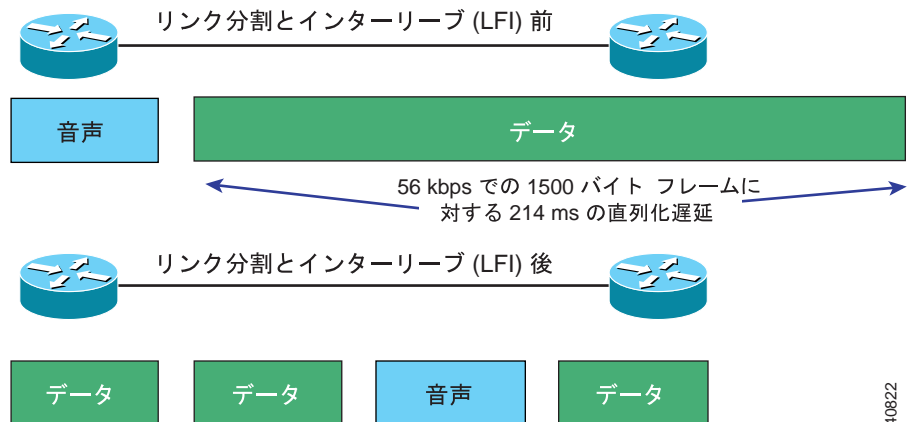 リンク分割とインターリーブ (LFI) 前
音声
データ
56 kbps での 1500 バイト フレームに
対する 214 ms の直列化遅延
リンク分割とインターリーブ (LFI) 後
データ
データ
音声
データ